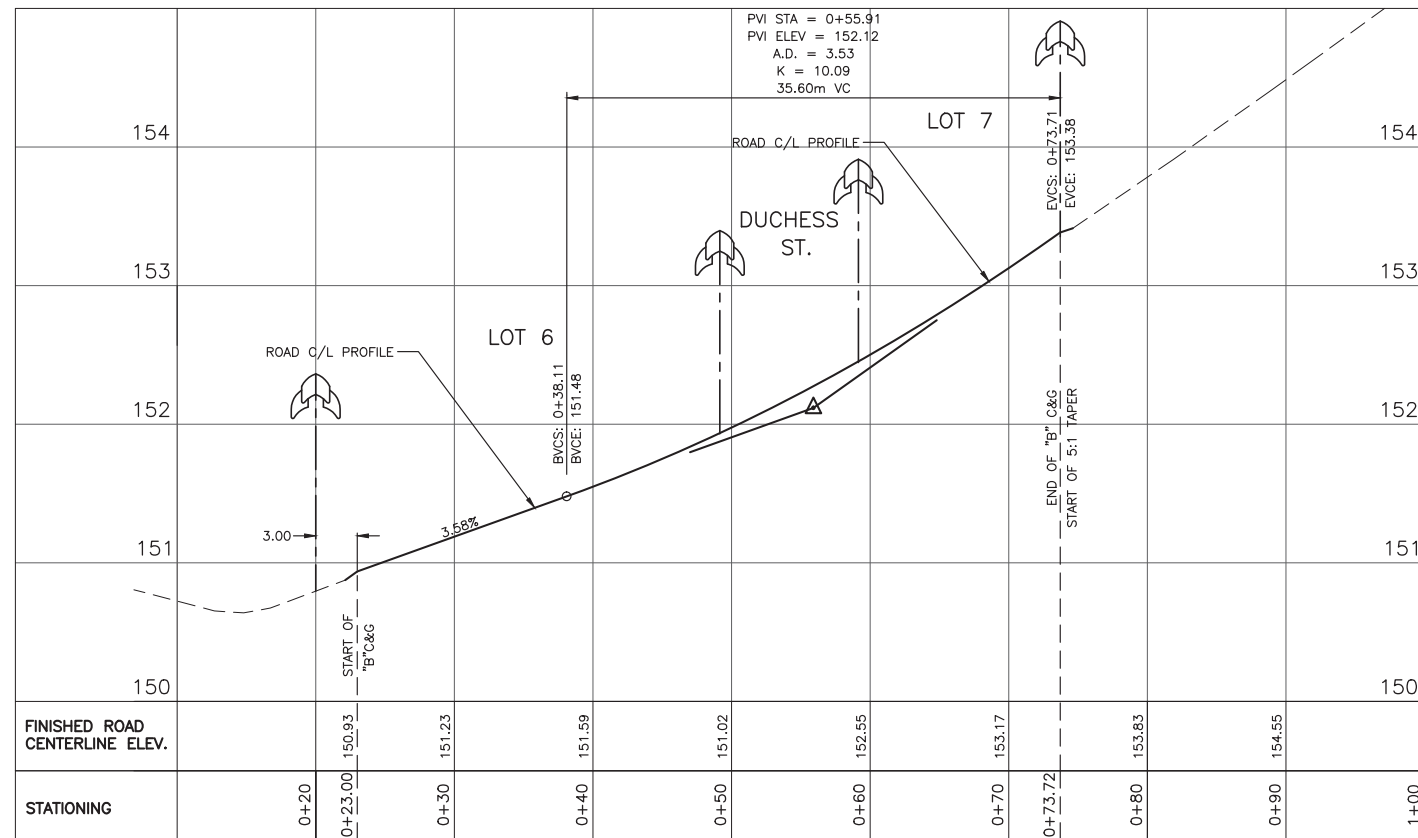 PVI STA = 0+55.91
PVI ELEV = 152.12
A.D. = 3.53
K = 10.09
35.60m VC
LOT 7
154
154
ROAD C/L PROFILE
EVCS: 0+73.71
EVCE: 153.38
DUCHESS
ST.
153
153
LOT 6
ROAD C/L PROFILE
BVCS: 0+38.11
BVCE: 151.48
152
152
END OF "B" C&G
START OF 5:1 TAPER
3.58%
3.00
151
151
START OF
"B"C&G
150
150
FINISHED ROAD
CENTERLINE ELEV.
150.93
151.23
151.59
151.02
152.55
153.17
153.83
154.55
STATIONING
0+20
0+23.00
0+30
0+40
0+50
0+60
0+70
0+73.72
0+80
0+90
1+00